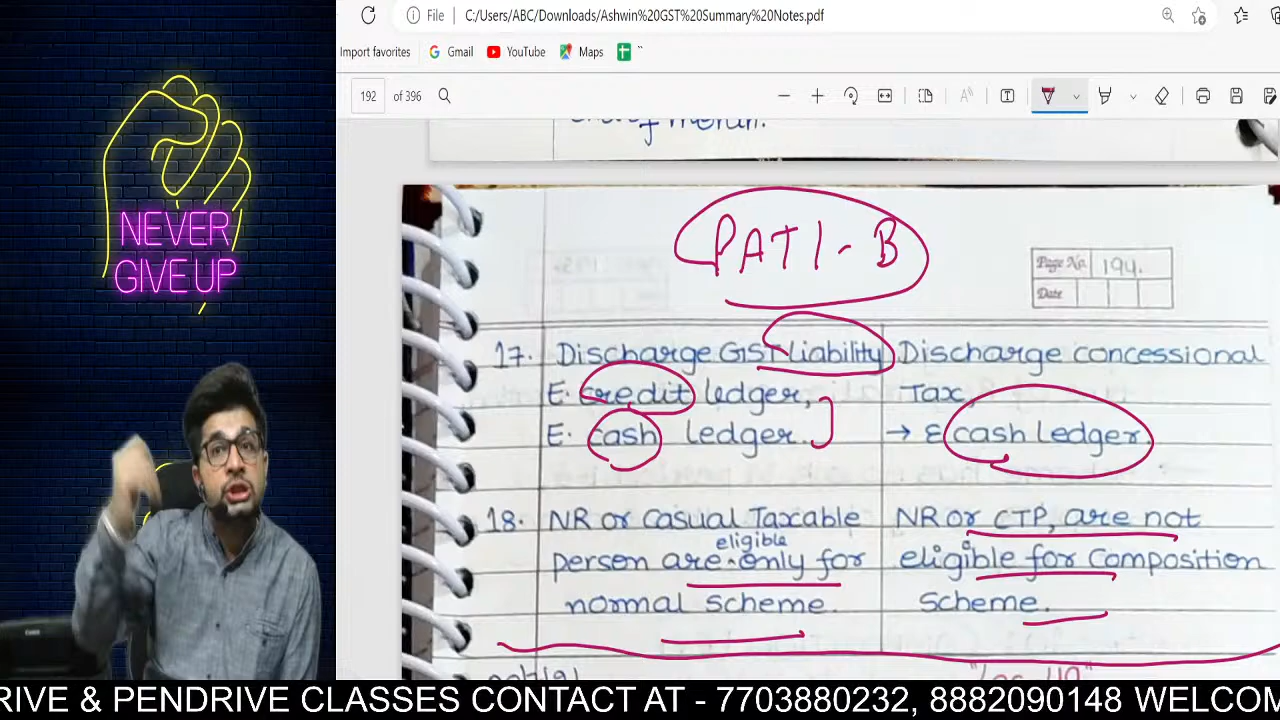 File C:/Users/ABC/Downloads/Ashwin%20GST%20Summary%20Notes.pdf
Import favorites Gmail YouTube Maps
192 of 396
PATI-B
Page No. 194.
Date
17. Discharge GST liability Discharge concessional
E. credit ledger, Tax
E. cash ledger. → E cash ledger
18. NR or casual Taxable NR or CTP, are not
eligible
person are only for eligible for composition
normal scheme. scheme.
NEVER
GIVE UP
RIVE & PENDRIVE CLASSES CONTACT AT - 7703880232, 8882090148 WELCOM